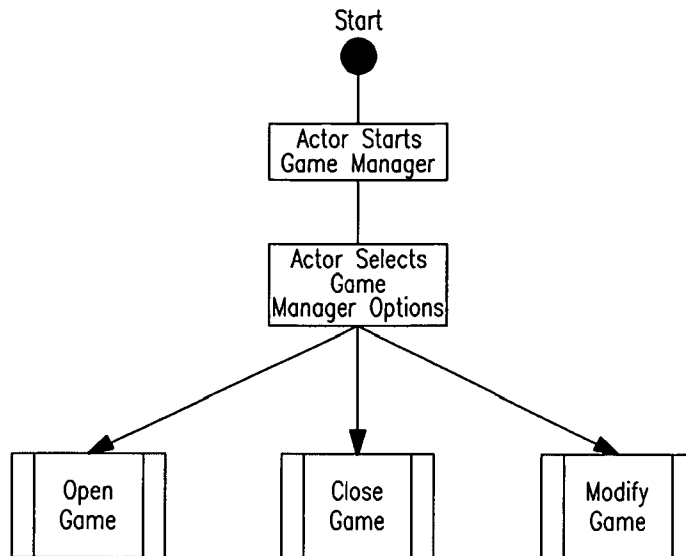 Start
Actor Starts
Game Manager
Actor Selects
Game
Manager Options
Open
Game
Close
Game
Modify
Game